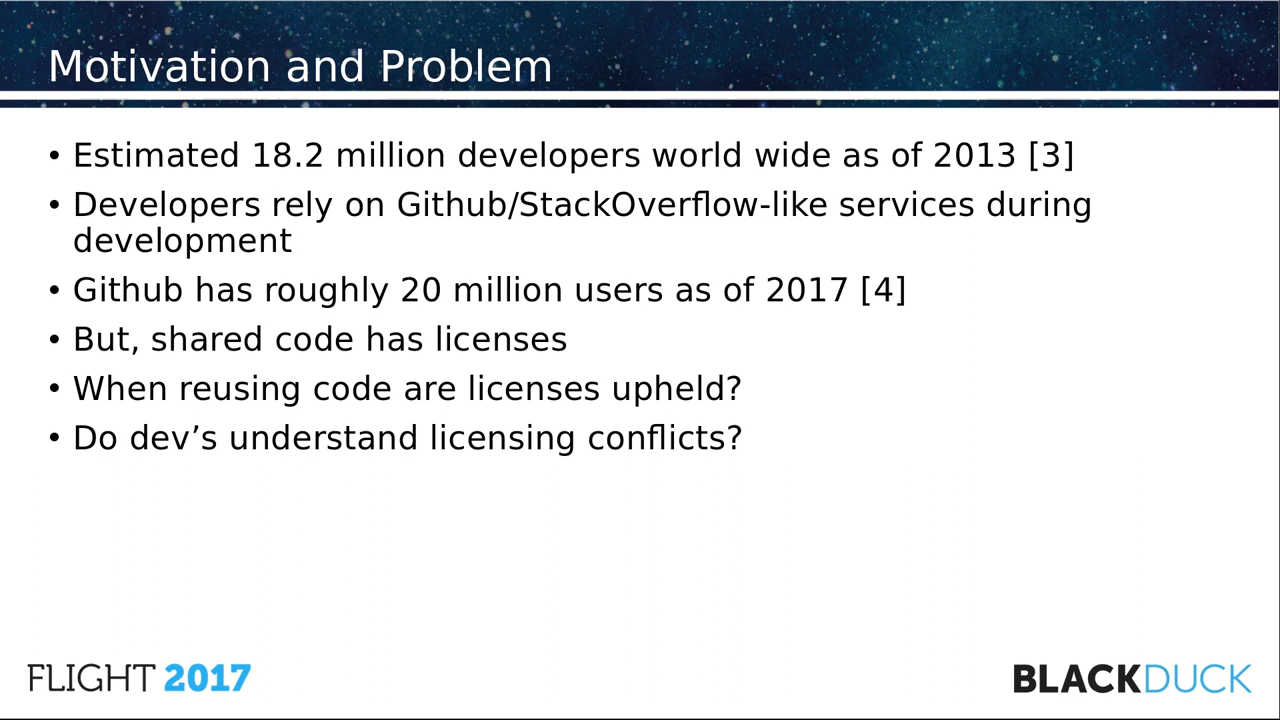 Motivation and Problem
• Estimated 18.2 million developers world wide as of 2013 [3]
• Developers rely on Github/StackOverflow-like services during
development
• Github has roughly 20 million users as of 2017 [4]
• But, shared code has licenses
• When reusing code are licenses upheld?
• Do dev’s understand licensing conflicts?
FLIGHT 2017
BLACKDUCK